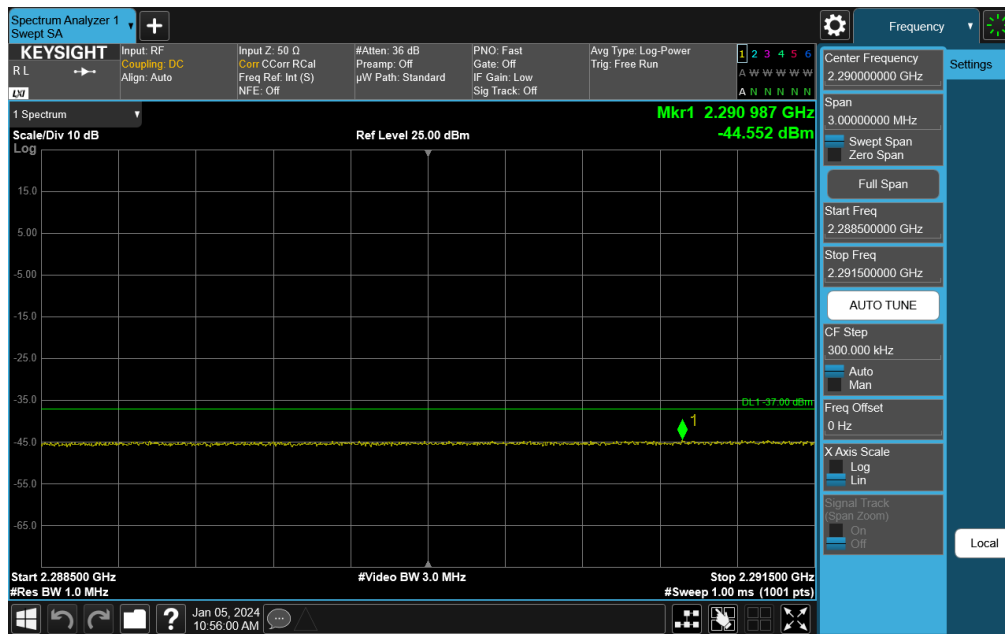 Spectrum Analyzer 1
Swept SA
+
Frequency
KEYSIGHT
R L
LXI
Input: RF
Coupling: DC
Align: Auto
Input Z: 50 Ω
Corr CCorr RCal
Freq Ref: Int (S)
NFE: Off
#Atten: 36 dB
Preamp: Off
µW Path: Standard
PNO: Fast
Gate: Off
IF Gain: Low
Sig Track: Off
Avg Type: Log-Power
Trig: Free Run
1 2 3 4 5 6
A W W W W W
A N N N N N
1 Spectrum
Scale/Div 10 dB
Log
Ref Level 25.00 dBm
Mkr1 2.290 987 GHz
-44.552 dBm
15.0
5.00
-5.00
-15.0
-25.0
-35.0
-45.0
-55.0
-65.0
DL1 -37.00 dBm
1
Start 2.288500 GHz
#Res BW 1.0 MHz
#Video BW 3.0 MHz
Stop 2.291500 GHz
#Sweep 1.00 ms (1001 pts)
?
Jan 05, 2024
10:56:00 AM
Center Frequency
2.290000000 GHz
Settings
Span
3.00000000 MHz
Swept Span
Zero Span
Full Span
Start Freq
2.288500000 GHz
Stop Freq
2.291500000 GHz
AUTO TUNE
CF Step
300.000 kHz
Auto
Man
Freq Offset
0 Hz
X Axis Scale
Log
Lin
Signal Track
(Span Zoom)
On
Off
Local